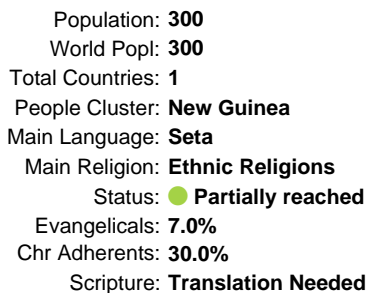 Population: 300
World Popl: 300
Total Countries: 1
People Cluster: New Guinea
Main Language: Seta
Main Religion: Ethnic Religions
Status: Partially reached
Evangelicals: 7.0%
Chr Adherents: 30.0%
Scripture: Translation Needed